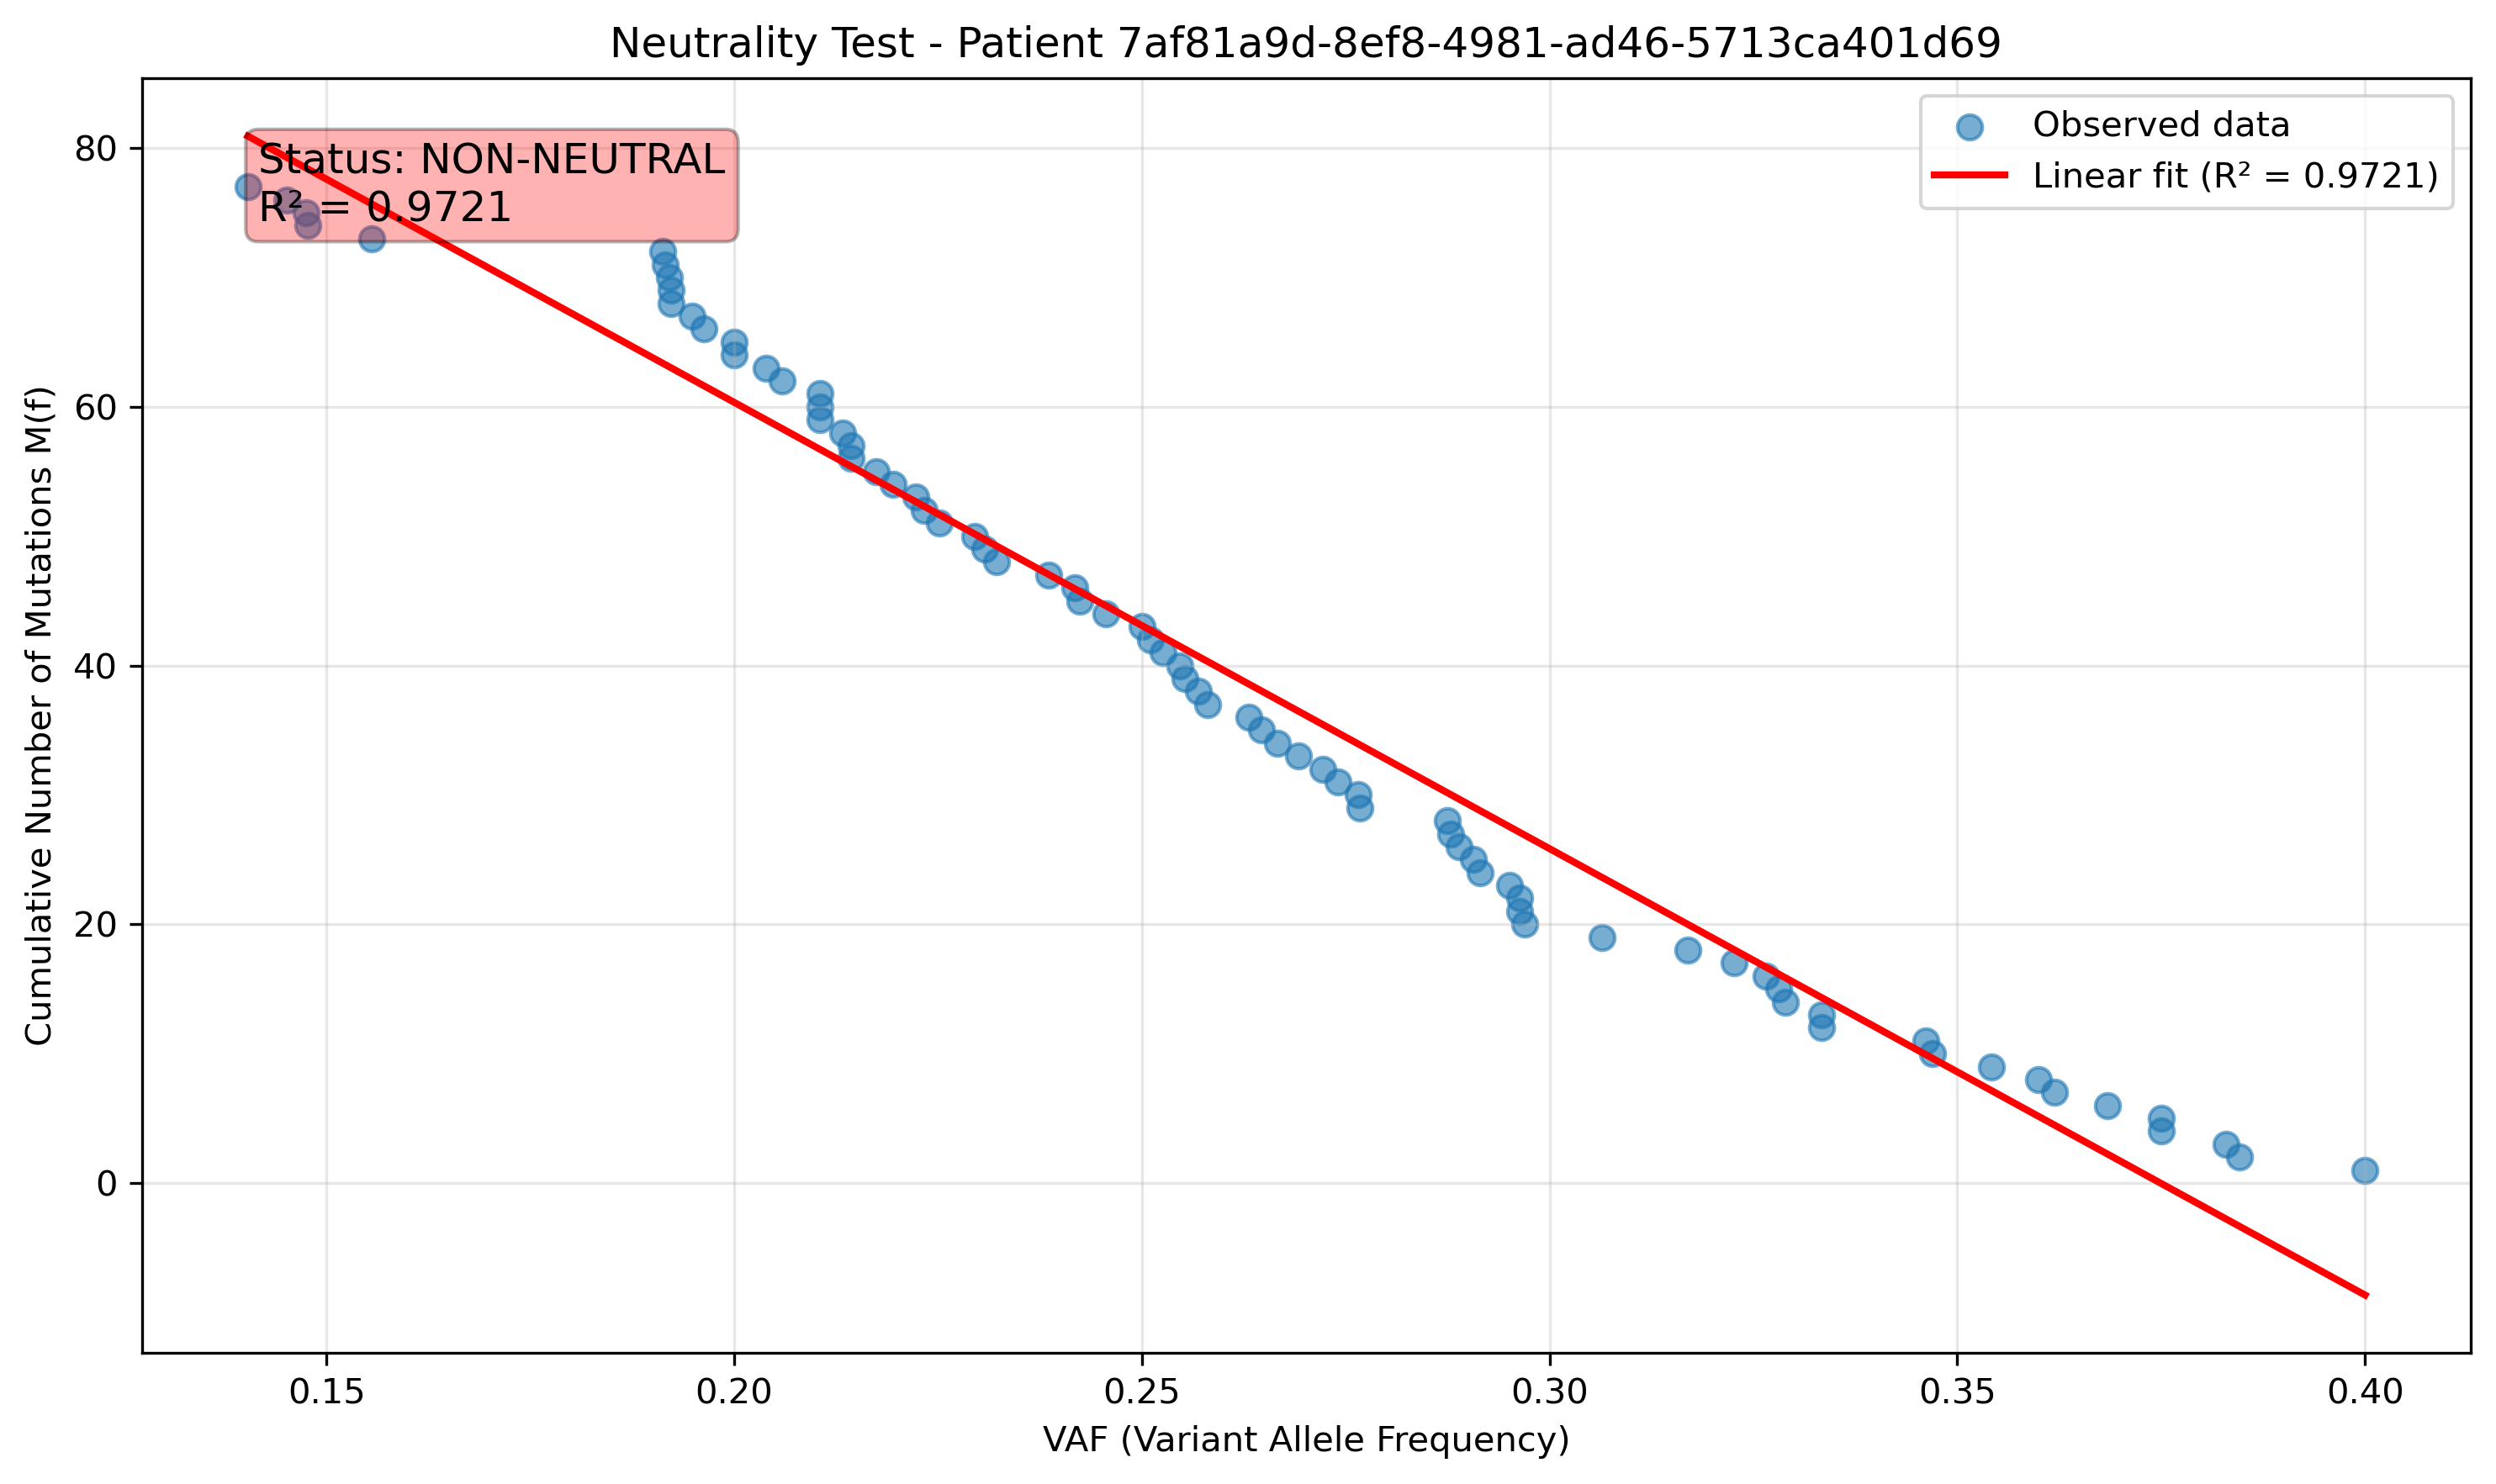 Neutrality Test - Patient 7af81a9d-8ef8-4981-ad46-5713ca401d69
Status: NON-NEUTRAL
R² = 0.9721
Observed data
Linear fit (R² = 0.9721)
Cumulative Number of Mutations M(f)
80
60
40
20
0
0.15
0.20
0.25
0.30
0.35
0.40
VAF (Variant Allele Frequency)